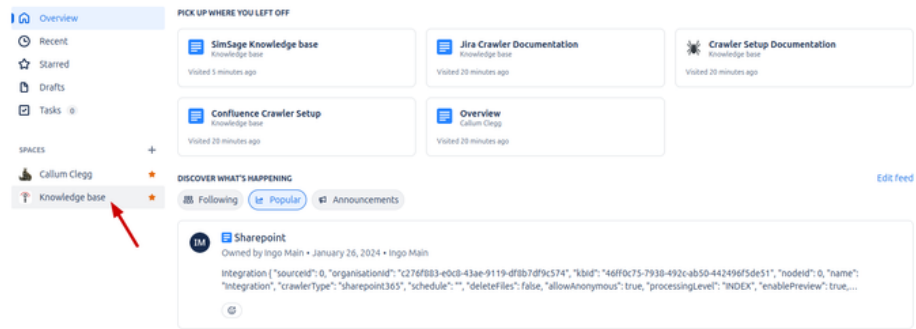 Overview
Recent
Starred
Drafts
Tasks 0
SPACES
Callum Clegg
Knowledge base
PICK UP WHERE YOU LEFT OFF
SimSage Knowledge base
Knowledge base
Visited 5 minutes ago
Jira Crawler Documentation
Knowledge base
Visited 20 minutes ago
Crawler Setup Documentation
Knowledge base
Visited 20 minutes ago
Confluence Crawler Setup
Knowledge base
Visited 20 minutes ago
Overview
Callum Clegg
Visited 20 minutes ago
DISCOVER WHAT'S HAPPENING
Edit feed
Following
Popular
Announcements
IM
Sharepoint
Owned by Ingo Main • January 26, 2024 • Ingo Main
Integration { "sourceId": 0, "organisationId": "c276f883-e0c8-43ae-9119-df8b7df9c574", "kbId": "46ff0c75-7938-492c-ab50-442496f5de51", "nodeId": 0, "name":
"Integration", "crawlerType": "sharepoint365", "schedule": "", "deleteFiles": false, "allowAnonymous": true, "processingLevel": "INDEX", "enablePreview": true,...